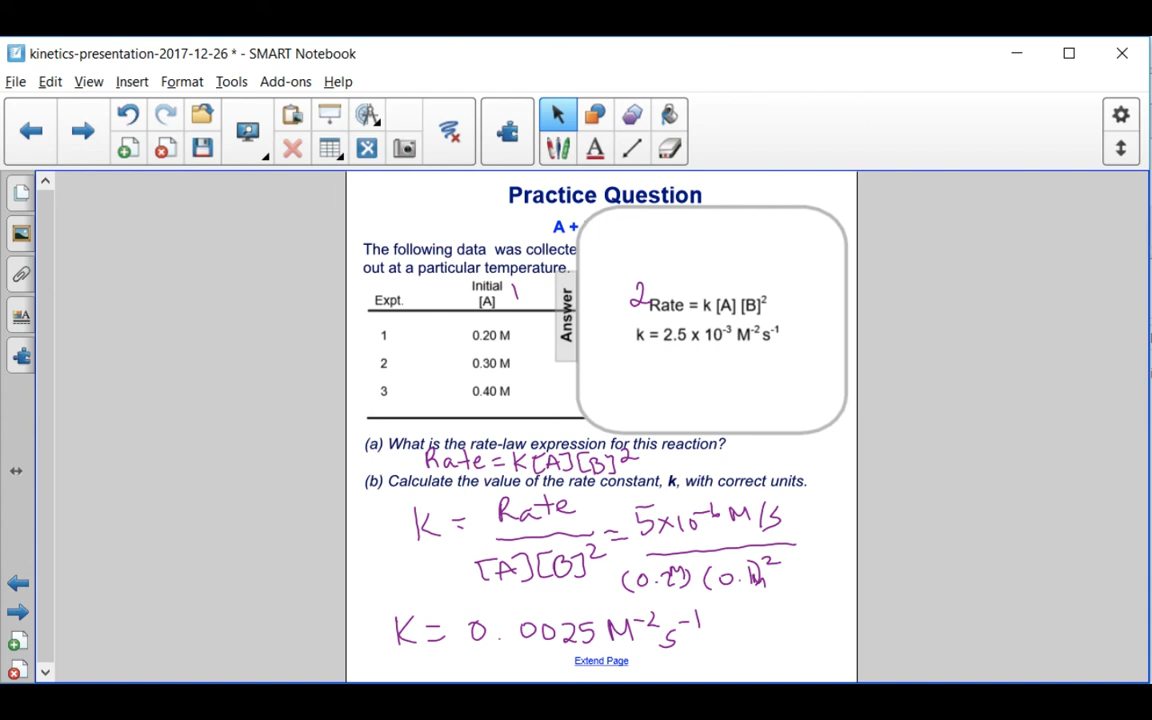 kinetics-presentation-2017-12-26 * - SMART Notebook
File Edit View Insert Format Tools Add-ons Help
Practice Question
A +
The following data was collecte
out at a particular temperature.
Initial
Expt. [A] 1
1 0.20 M
2 0.30 M
3 0.40 M
Answer
2
Rate = k [A] [B]²
k = 2.5 x 10⁻³ M⁻² s⁻¹
(a) What is the rate-law expression for this reaction?
Rate = K[A][B]²
(b) Calculate the value of the rate constant, k, with correct units.
K = Rate = 5x10⁻⁶ M/s
[A][B]² (0.2M) (0.1M)²
K = 0.0025 M⁻² s⁻¹
Extend Page